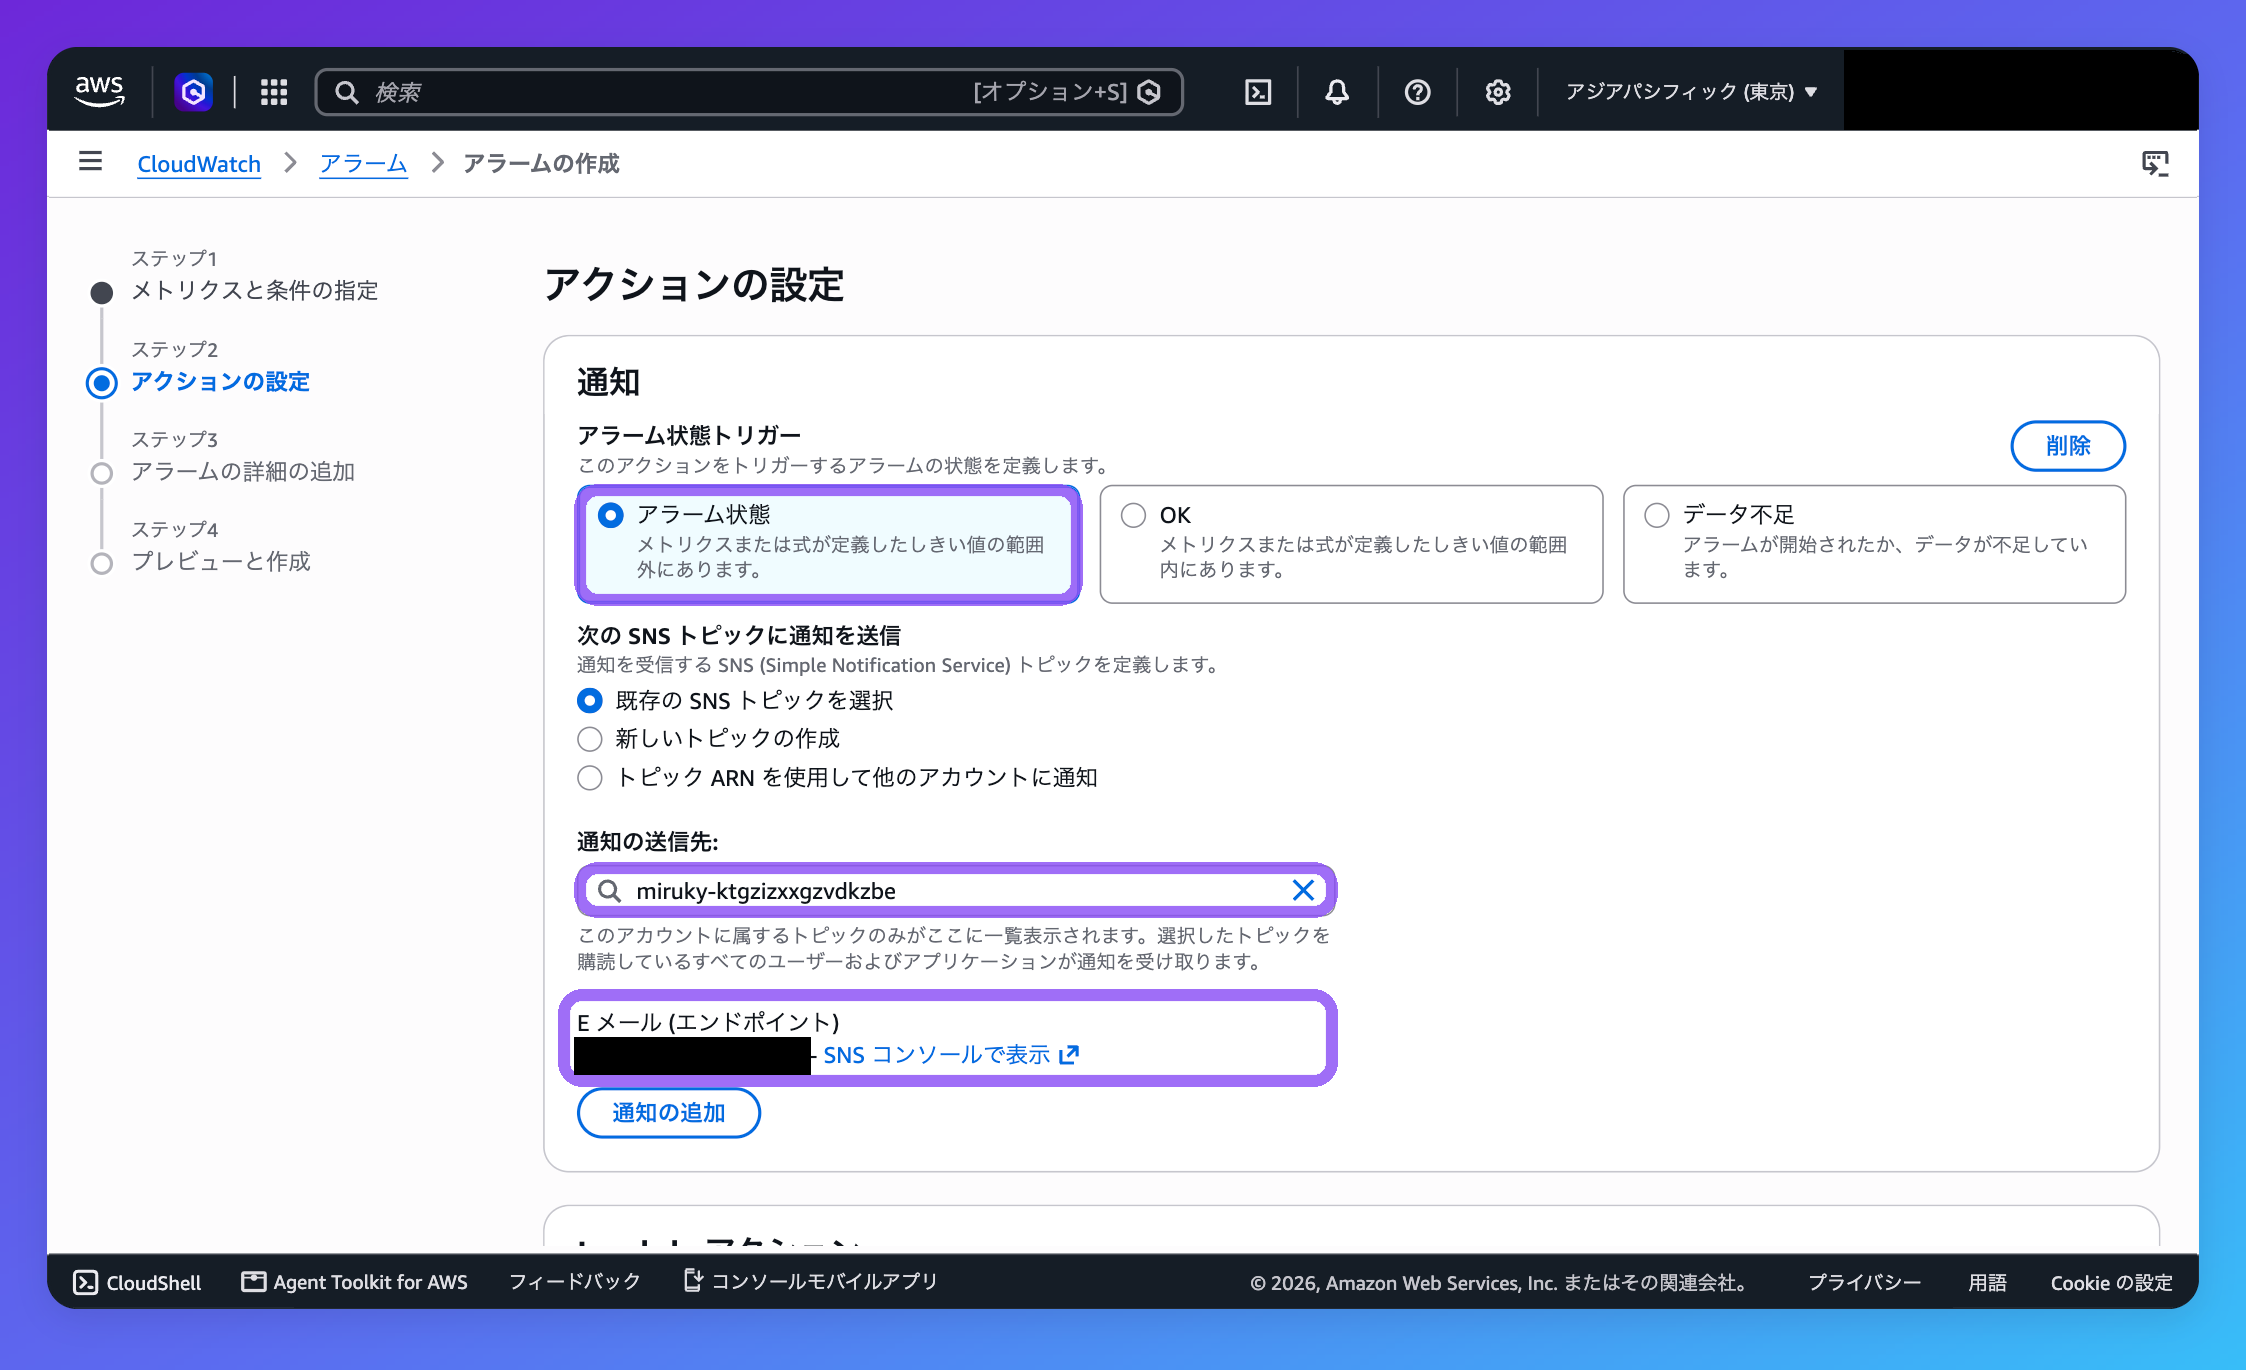 aws
検索
[オプション+S]
アジアパシフィック (東京)
CloudWatch
アラーム
アラームの作成
ステップ1
メトリクスと条件の指定
ステップ2
アクションの設定
ステップ3
アラームの詳細の追加
ステップ4
プレビューと作成
アクションの設定
通知
アラーム状態トリガー
このアクションをトリガーするアラームの状態を定義します。
削除
アラーム状態
メトリクスまたは式が定義したしきい値の範囲
外にあります。
OK
メトリクスまたは式が定義したしきい値の範囲
内にあります。
データ不足
アラームが開始されたか、データが不足してい
ます。
次の SNS トピックに通知を送信
通知を受信する SNS (Simple Notification Service) トピックを定義します。
既存の SNS トピックを選択
新しいトピックの作成
トピック ARN を使用して他のアカウントに通知
通知の送信先:
miruky-ktgzizxxgzvdkzbe
このアカウントに属するトピックのみがここに一覧表示されます。選択したトピックを
購読しているすべてのユーザーおよびアプリケーションが通知を受け取ります。
E メール (エンドポイント)
- SNS コンソールで表示
通知の追加
CloudShell
Agent Toolkit for AWS
フィードバック
コンソールモバイルアプリ
© 2026, Amazon Web Services, Inc. またはその関連会社。
プライバシー
用語
Cookie の設定